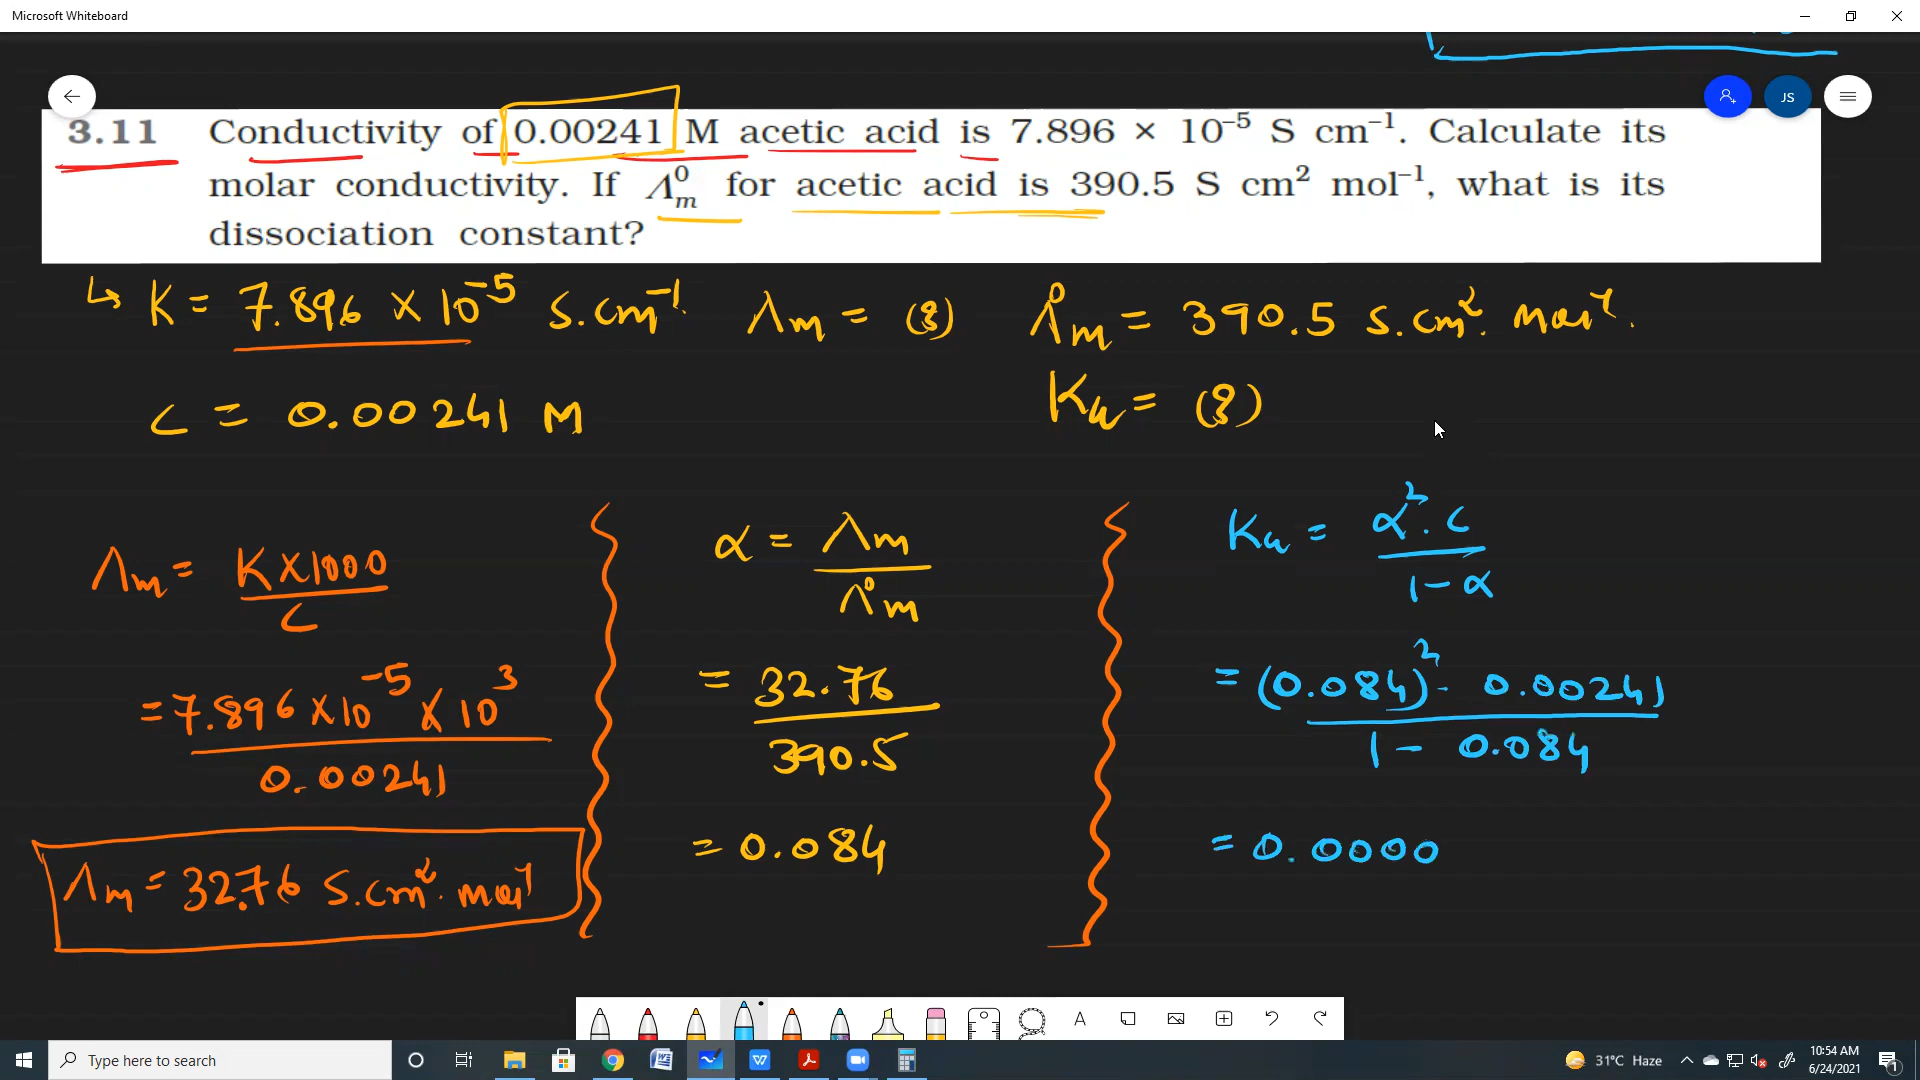 Microsoft Whiteboard
JS
3.11 Conductivity of 0.00241 M acetic acid is 7.896 × 10⁻⁵ S cm⁻¹. Calculate its
molar conductivity. If Λ⁰ₘ for acetic acid is 390.5 S cm² mol⁻¹, what is its
dissociation constant?
↳ K = 7.896 × 10⁻⁵ S.cm⁻¹. Λm = (?) Λ°m = 390.5 S.cm². mol⁻¹.
C = 0.00241 M Ka = (?)
Λm = K×1000 / C
= 7.896 ×10⁻⁵ × 10³ / 0.00241
Λm = 32.76 S.cm². mol⁻¹
α = Λm / Λ°m
= 32.76 / 390.5
= 0.084
Ka = α². C / 1 - α
= (0.084)² . 0.00241 / 1 - 0.084
= 0.0000
A
Type here to search
31°C Haze
10:54 AM
6/24/2021
1